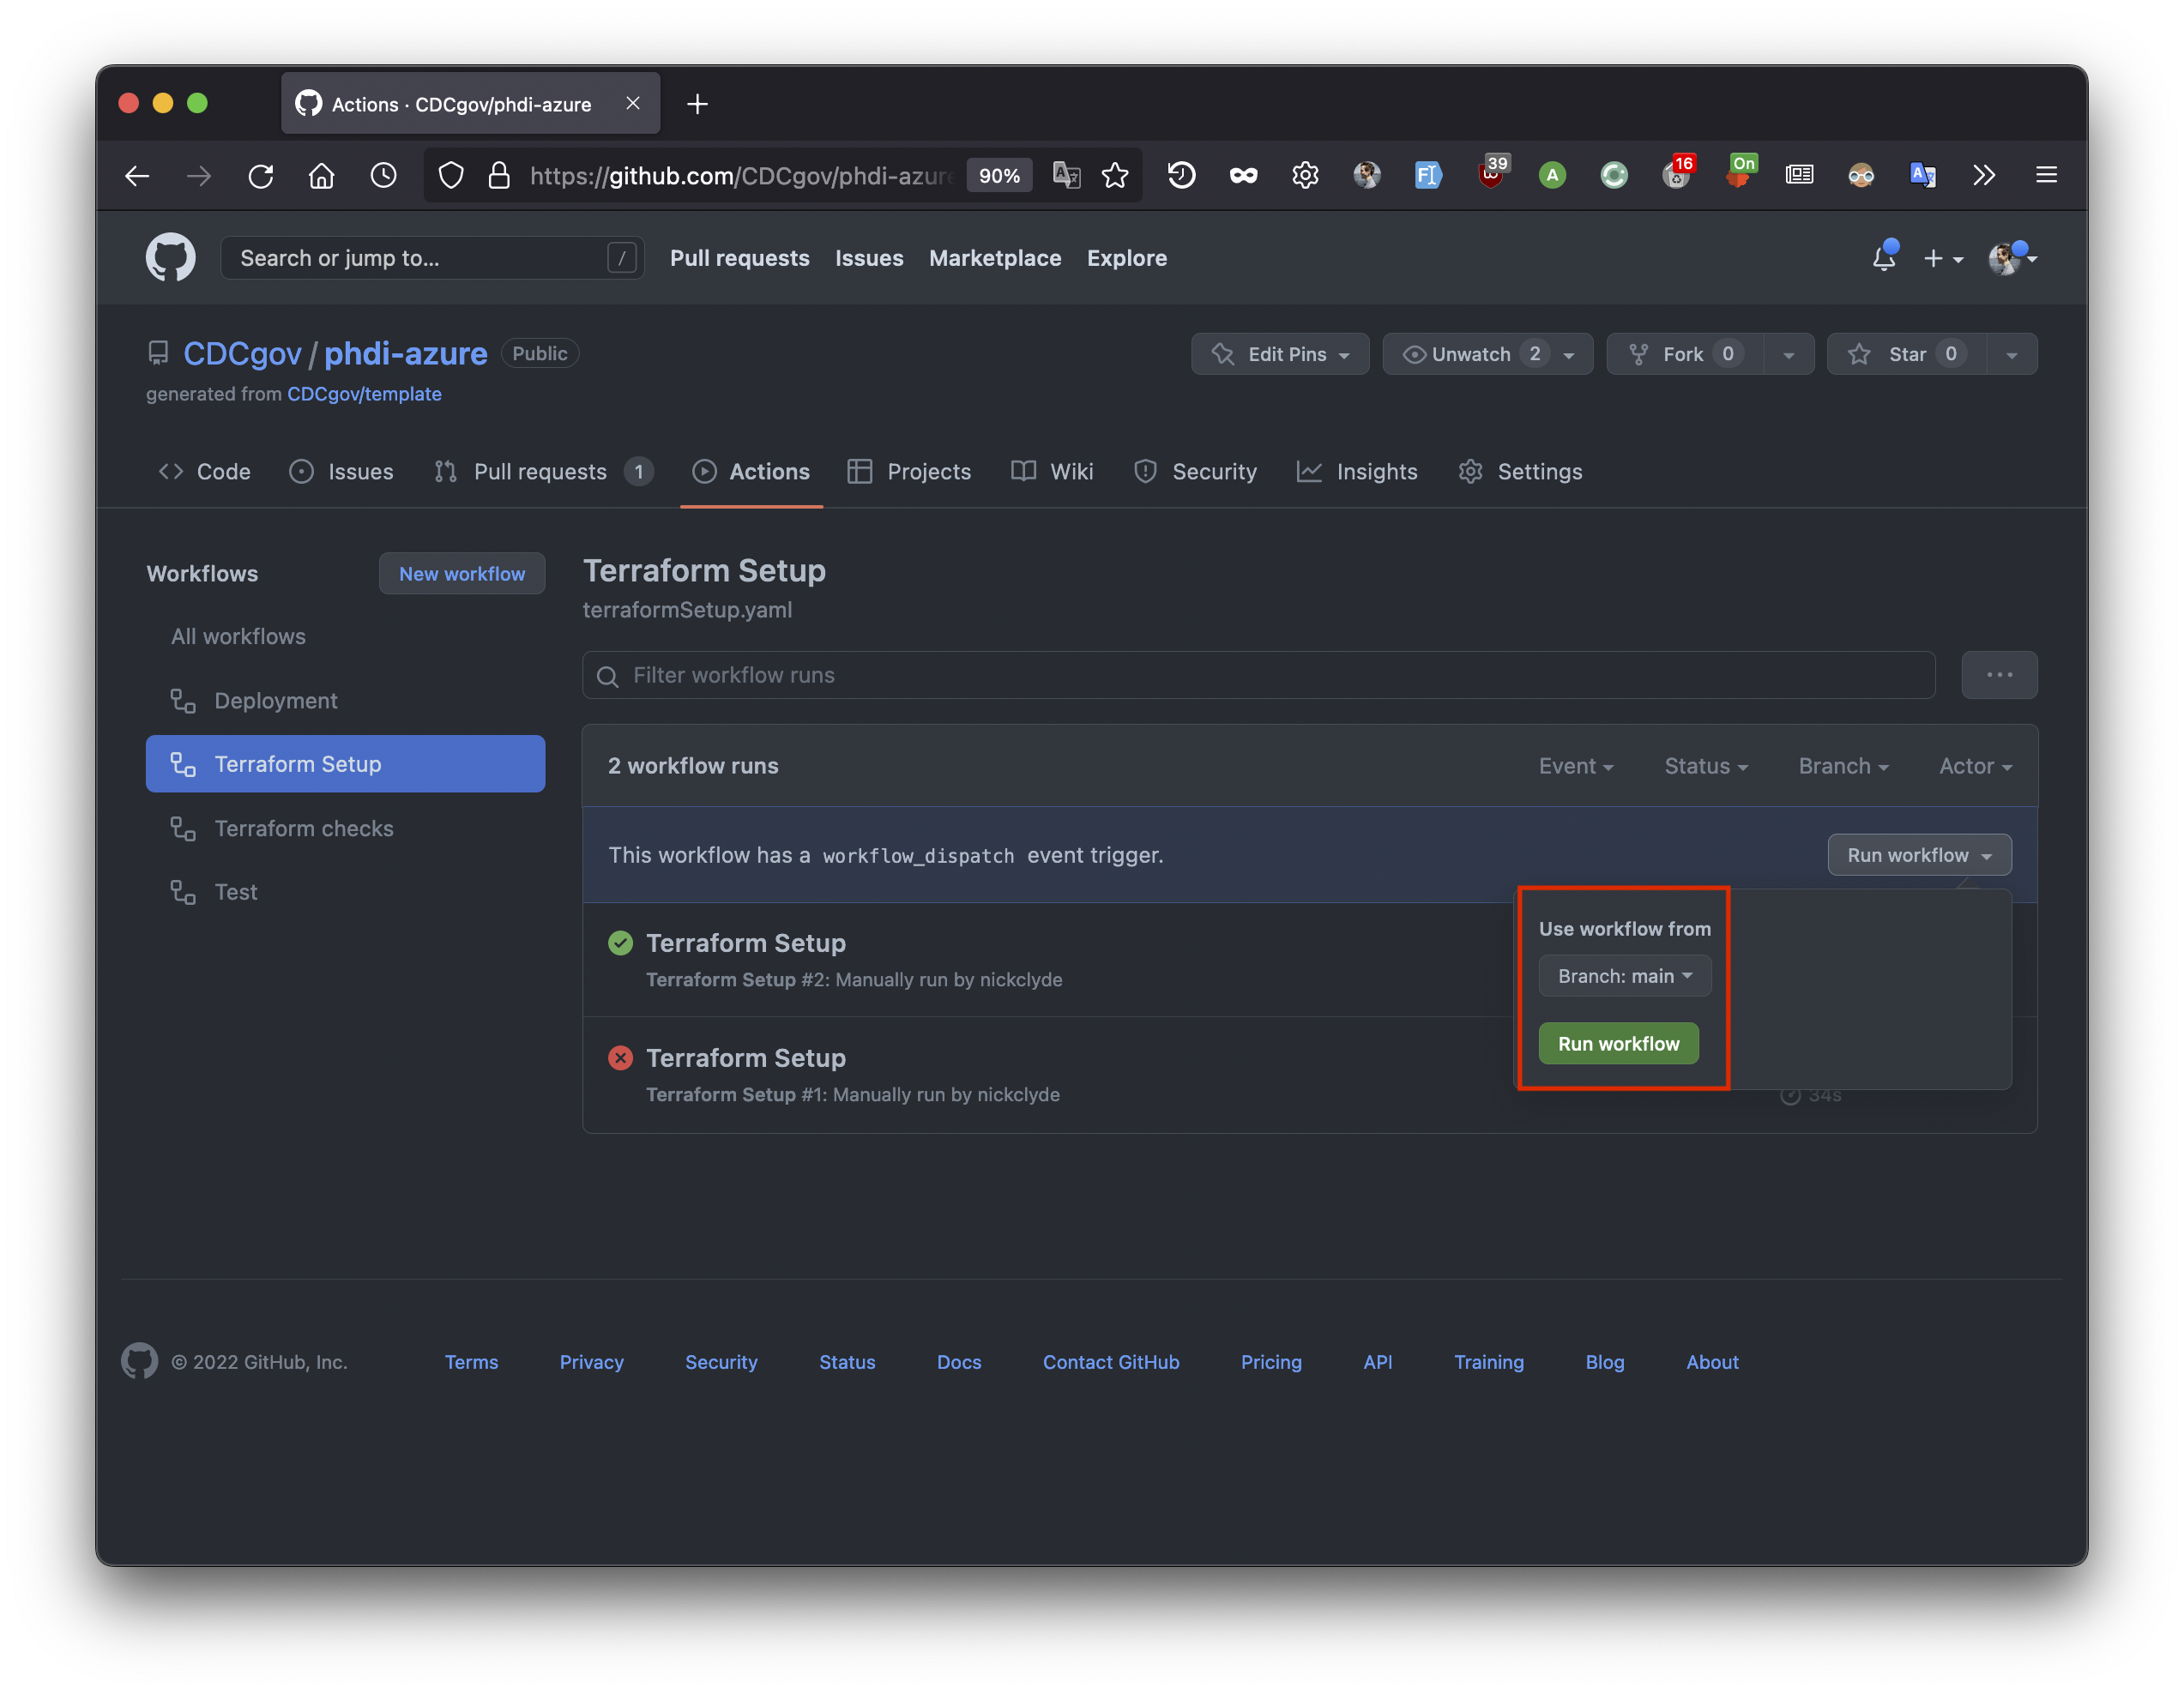 Actions · CDCgov/phdi-azure
https://github.com/CDCgov/phdi-azure
90%
39
16
On
Search or jump to...
/
Pull requests
Issues
Marketplace
Explore
CDCgov / phdi-azure
Public
Edit Pins
Unwatch 2
Fork 0
Star 0
generated from CDCgov/template
Code
Issues
Pull requests 1
Actions
Projects
Wiki
Security
Insights
Settings
Workflows
New workflow
All workflows
Deployment
Terraform Setup
Terraform checks
Test
Terraform Setup
terraformSetup.yaml
Filter workflow runs
2 workflow runs
Event
Status
Branch
Actor
This workflow has a workflow_dispatch event trigger.
Run workflow
Use workflow from
Branch: main
Run workflow
Terraform Setup
Terraform Setup #2: Manually run by nickclyde
Terraform Setup
Terraform Setup #1: Manually run by nickclyde
34s
© 2022 GitHub, Inc.
Terms
Privacy
Security
Status
Docs
Contact GitHub
Pricing
API
Training
Blog
About